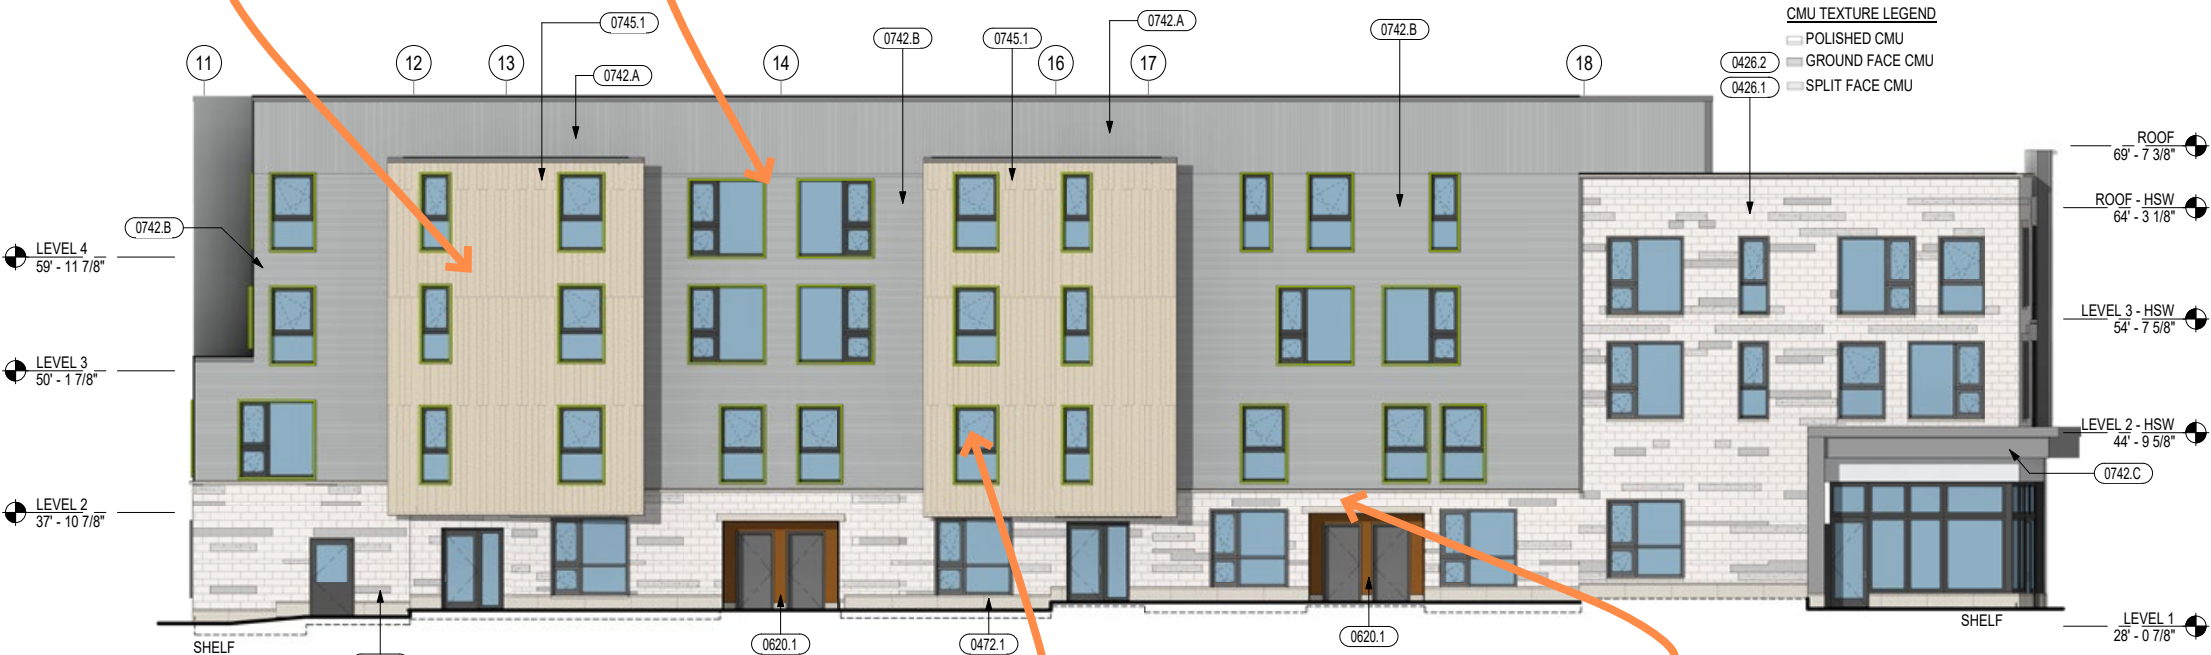 CMU TEXTURE LEGEND
POLISHED CMU
GROUND FACE CMU
SPLIT FACE CMU
0745.1
0742.A
0742.B
0745.1
0742.A
0742.B
0426.2
0426.1
11
12
13
14
16
17
18
0742.B
LEVEL 4
59' - 11 7/8"
LEVEL 3
50' - 1 7/8"
LEVEL 2
37' - 10 7/8"
ROOF
69' - 7 3/8"
ROOF - HSW
64' - 3 1/8"
LEVEL 3 - HSW
54' - 7 5/8"
LEVEL 2 - HSW
44' - 9 5/8"
0742.C
LEVEL 1
28' - 0 7/8"
SHELF
0620.1
0472.1
0620.1
SHELF